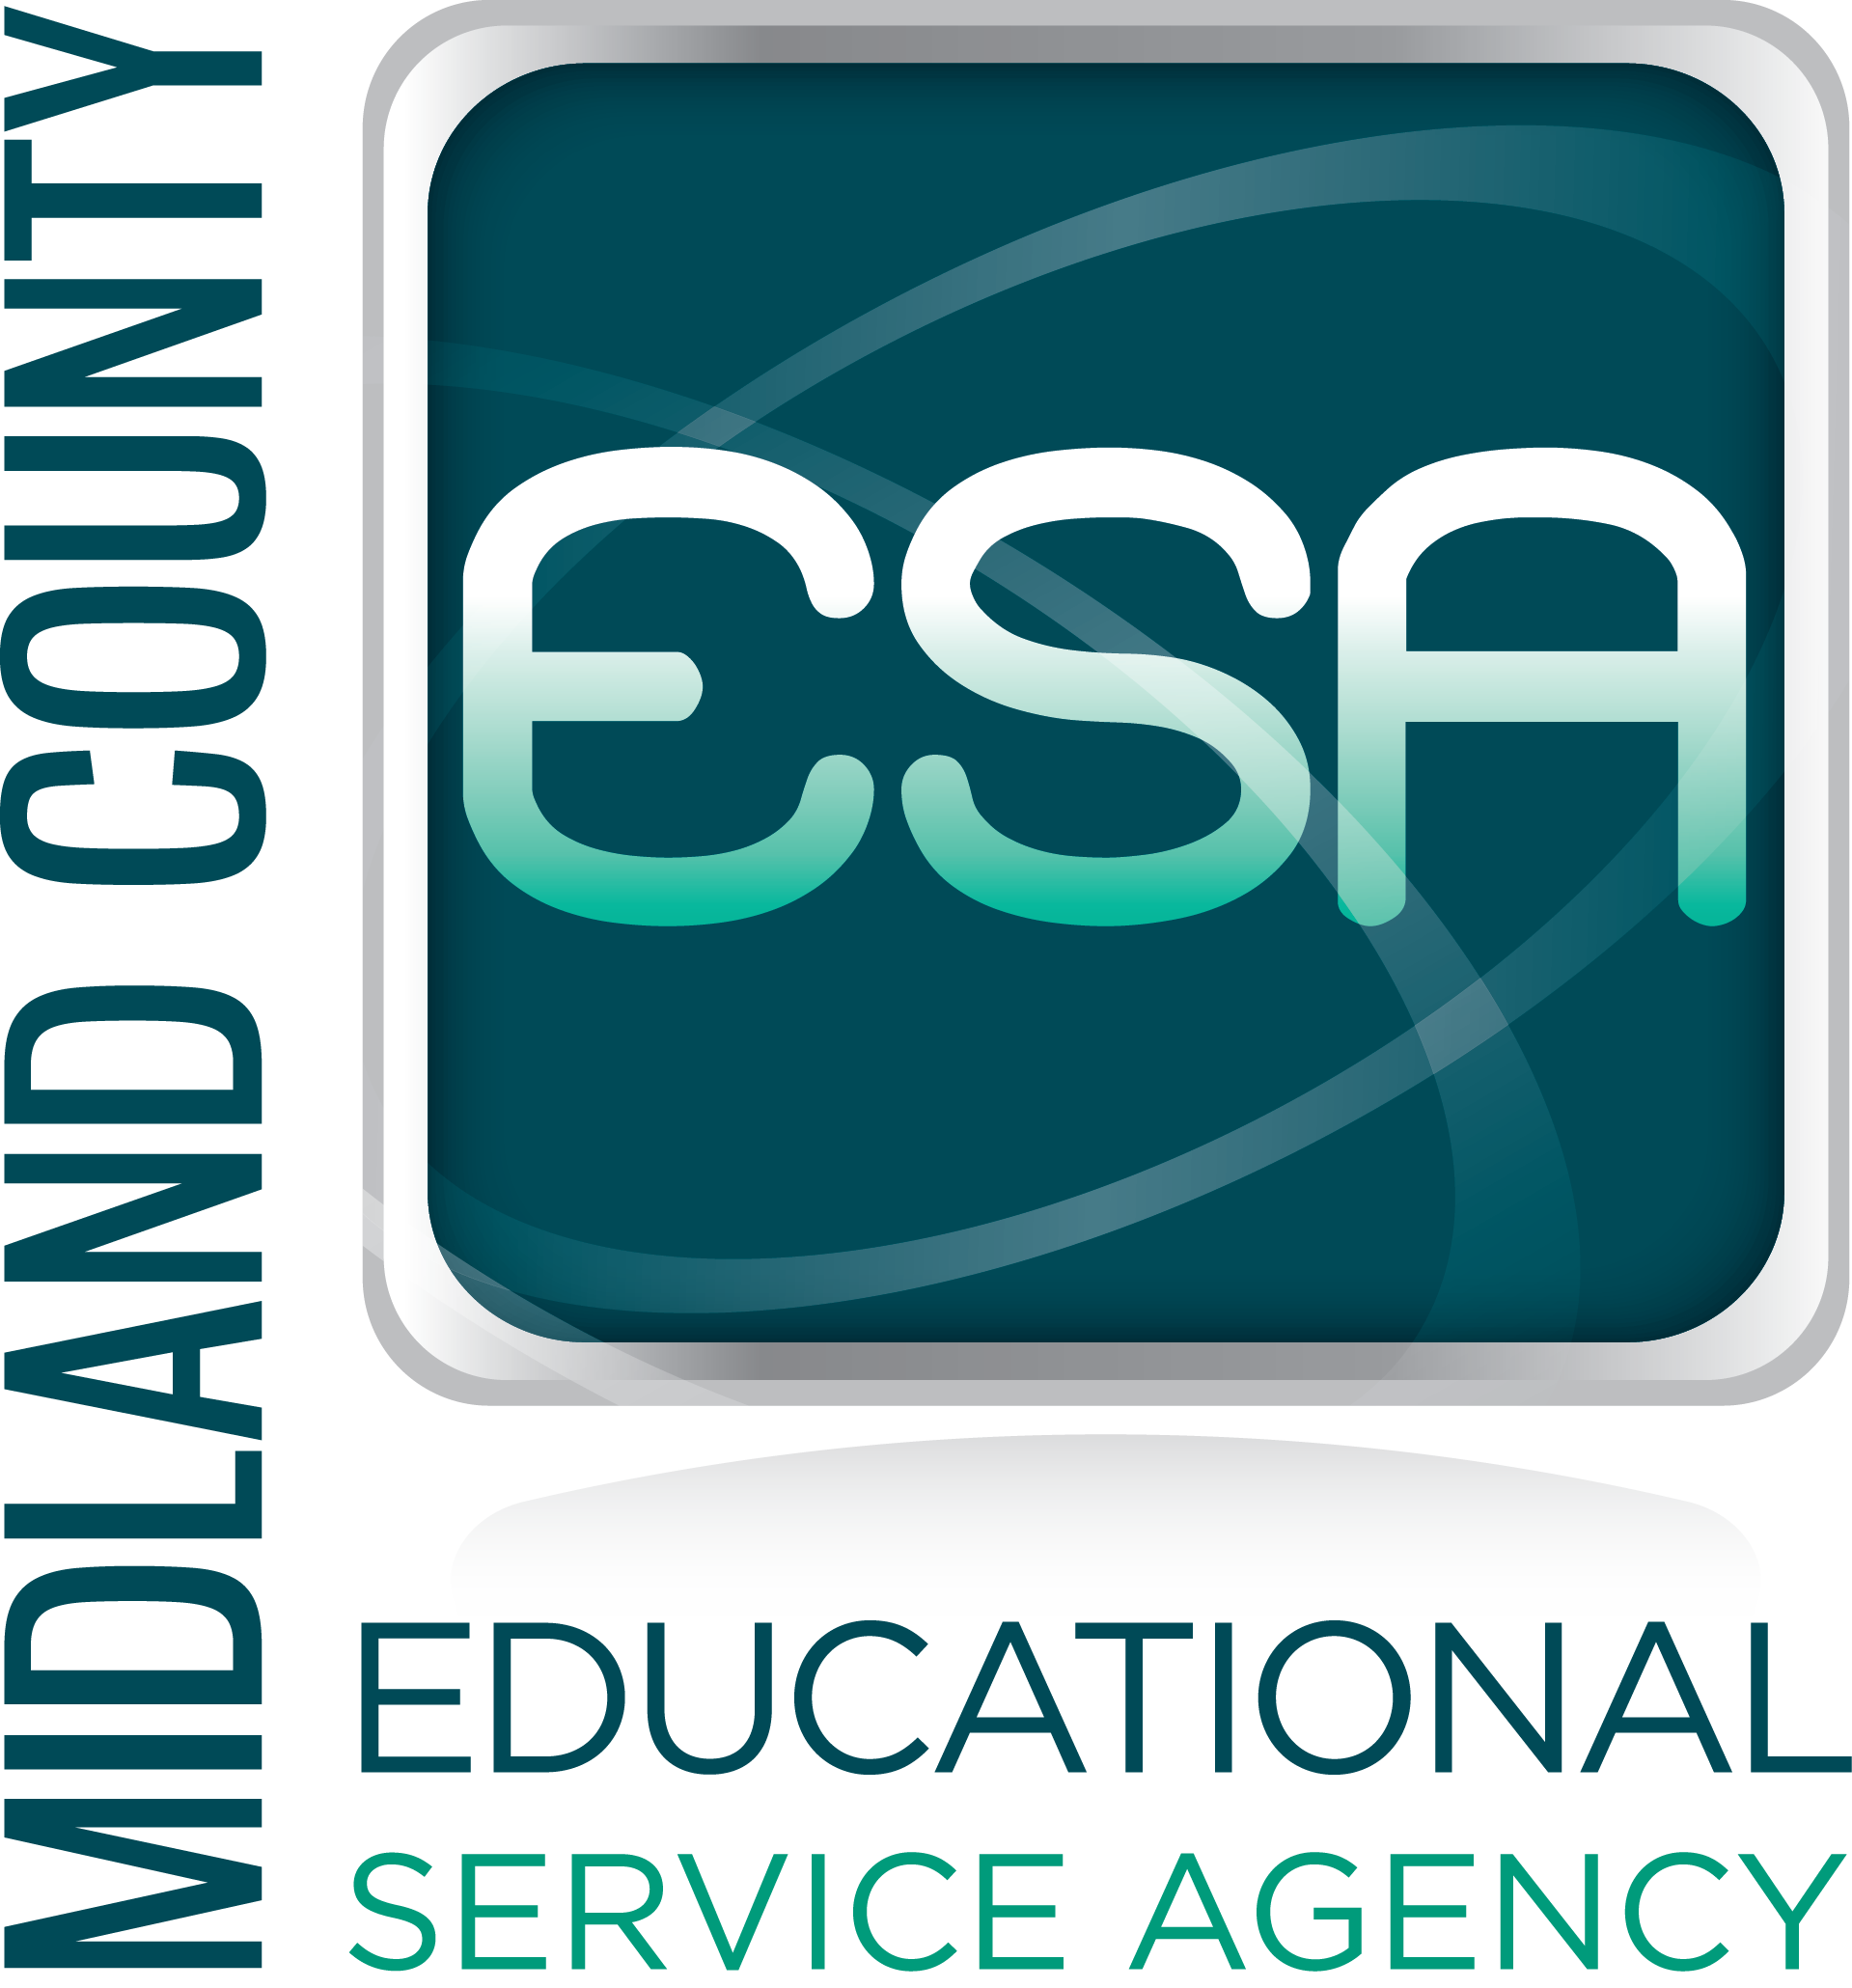 MIDLAND COUNTY
ESA
EDUCATIONAL
SERVICE AGENCY